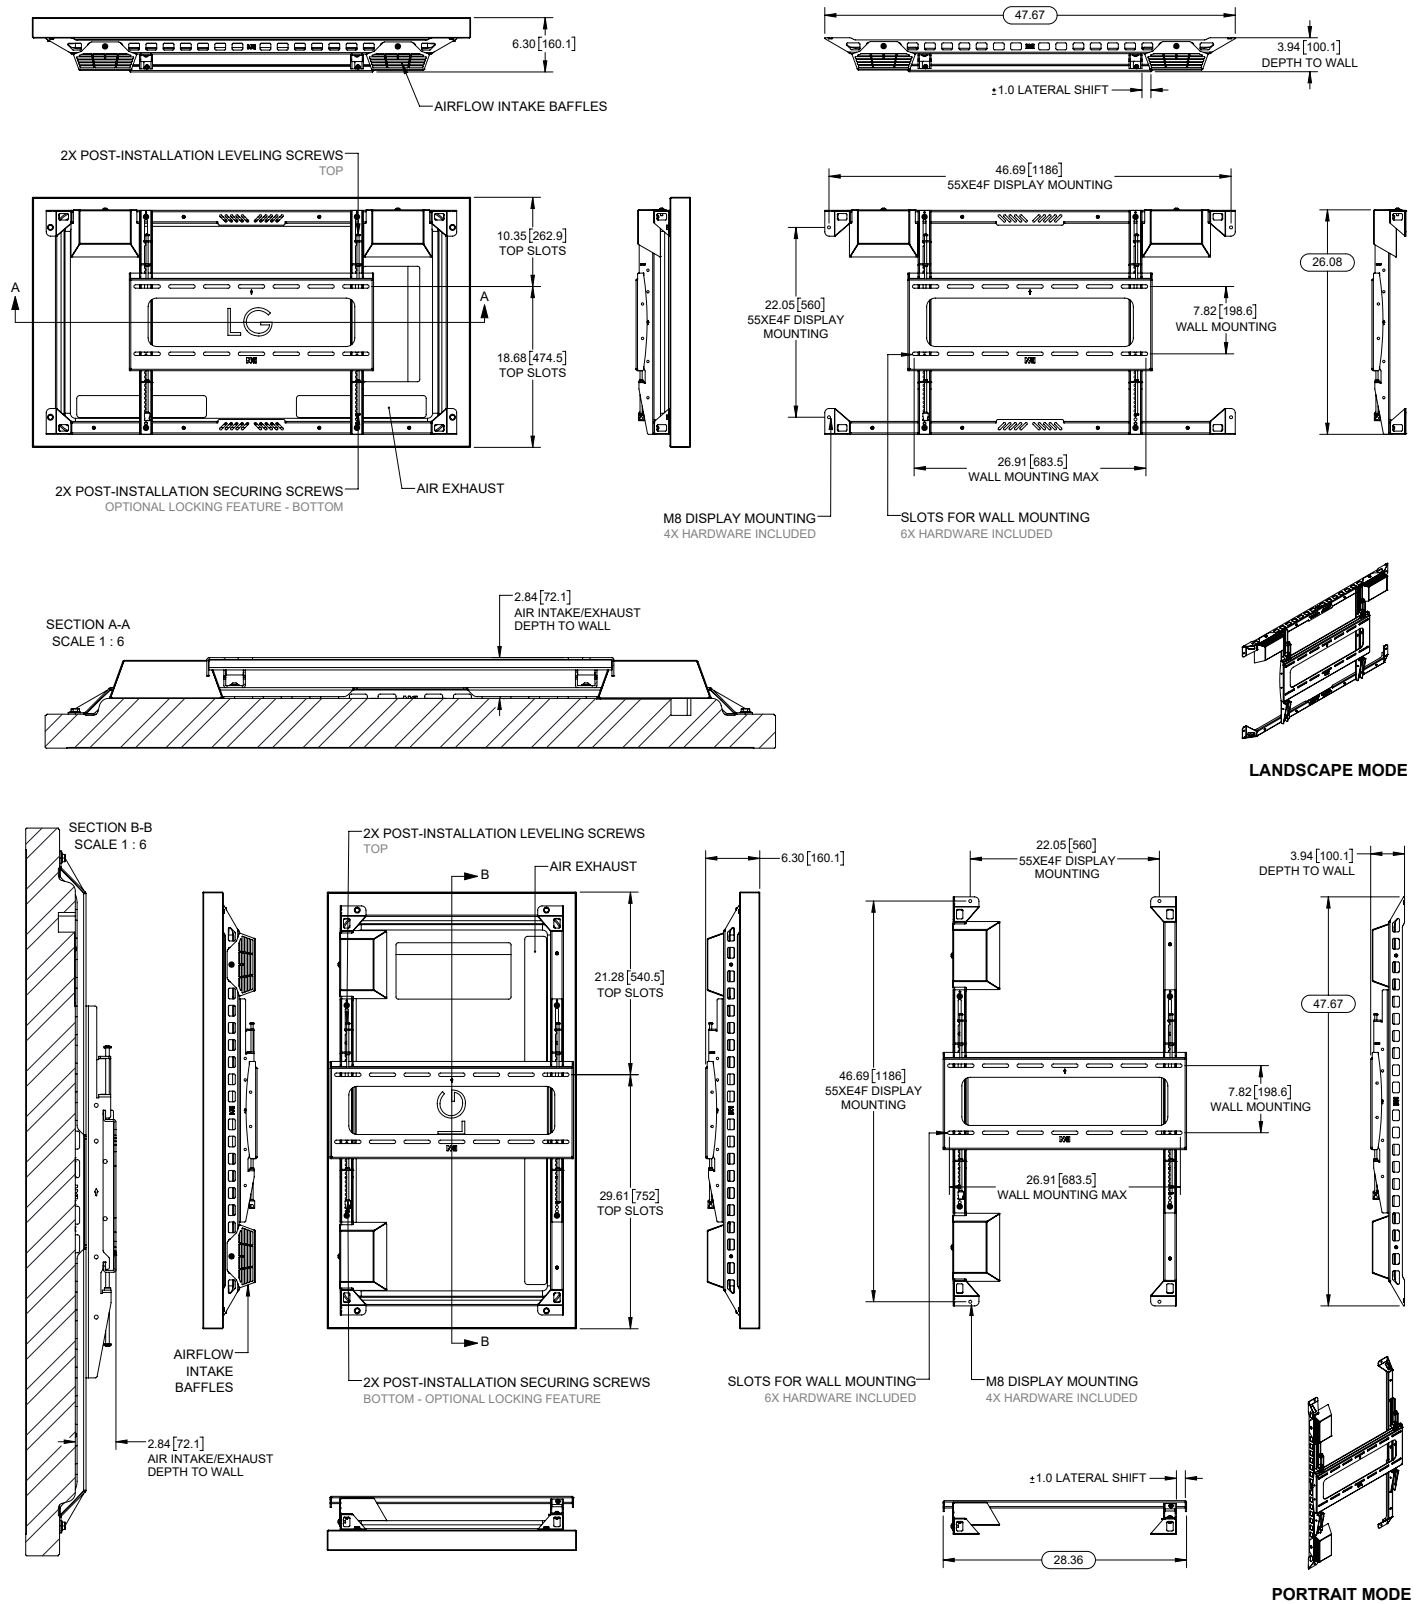 6.30[160.1]
AIRFLOW INTAKE BAFFLES
47.67
3.94[100.1]
DEPTH TO WALL
±1.0 LATERAL SHIFT
2X POST-INSTALLATION LEVELING SCREWS
TOP
10.35[262.9]
TOP SLOTS
A
A
LG
18.68[474.5]
TOP SLOTS
2X POST-INSTALLATION SECURING SCREWS
OPTIONAL LOCKING FEATURE - BOTTOM
AIR EXHAUST
46.69[1186]
55XE4F DISPLAY MOUNTING
22.05[560]
55XE4F DISPLAY
MOUNTING
7.82[198.6]
WALL MOUNTING
26.08
26.91[683.5]
WALL MOUNTING MAX
M8 DISPLAY MOUNTING
4X HARDWARE INCLUDED
SLOTS FOR WALL MOUNTING
6X HARDWARE INCLUDED
SECTION A-A
SCALE 1 : 6
2.84[72.1]
AIR INTAKE/EXHAUST
DEPTH TO WALL
LANDSCAPE MODE
SECTION B-B
SCALE 1 : 6
2X POST-INSTALLATION LEVELING SCREWS
TOP
AIR EXHAUST
B
21.28[540.5]
TOP SLOTS
LG
29.61[752]
TOP SLOTS
B
6.30[160.1]
22.05[560]
55XE4F DISPLAY
MOUNTING
3.94[100.1]
DEPTH TO WALL
46.69[1186]
55XE4F DISPLAY
MOUNTING
7.82[198.6]
WALL MOUNTING
47.67
26.91[683.5]
WALL MOUNTING MAX
AIRFLOW
INTAKE
BAFFLES
2X POST-INSTALLATION SECURING SCREWS
BOTTOM - OPTIONAL LOCKING FEATURE
SLOTS FOR WALL MOUNTING
6X HARDWARE INCLUDED
M8 DISPLAY MOUNTING
4X HARDWARE INCLUDED
2.84[72.1]
AIR INTAKE/EXHAUST
DEPTH TO WALL
±1.0 LATERAL SHIFT
28.36
PORTRAIT MODE